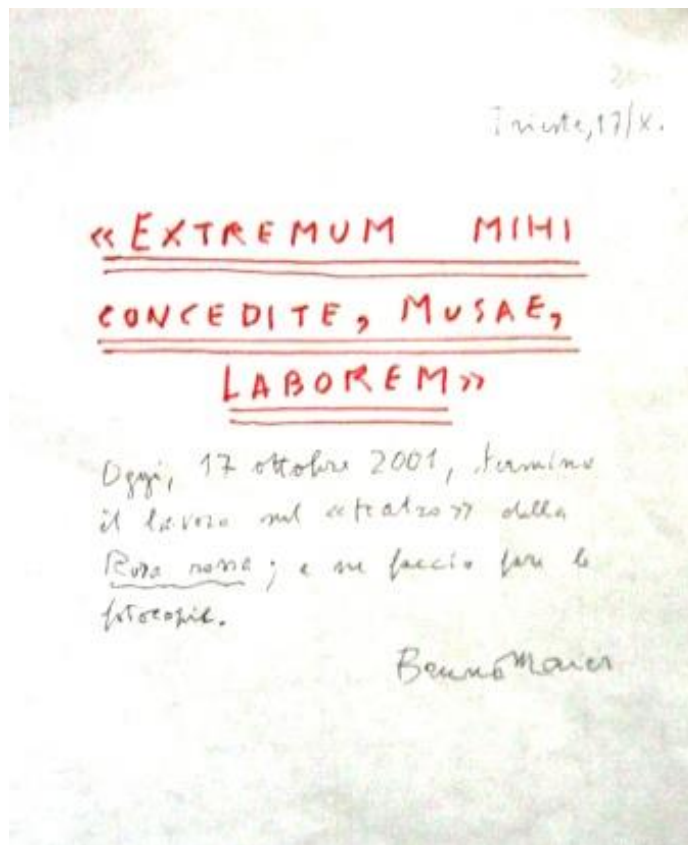 Trieste, 17/X.
«EXTREMUM MIHI
CONCEDITE, MUSAE,
LABOREM»
Oggi, 17 ottobre 2001, termino
il lavoro sul «teatro» della
Rosa rossa; e ne faccio fare le
fotocopie.
Bruno Maier